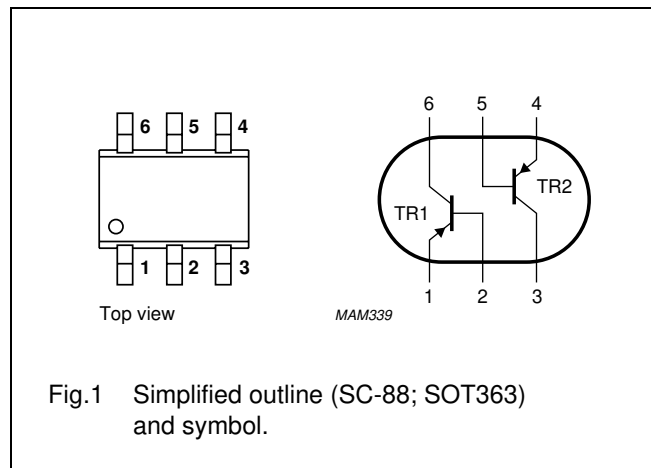 6 5 4
1 2 3
Top view
6 5 4
TR1
TR2
1 2 3
MAM339
Fig.1 Simplified outline (SC-88; SOT363)
and symbol.